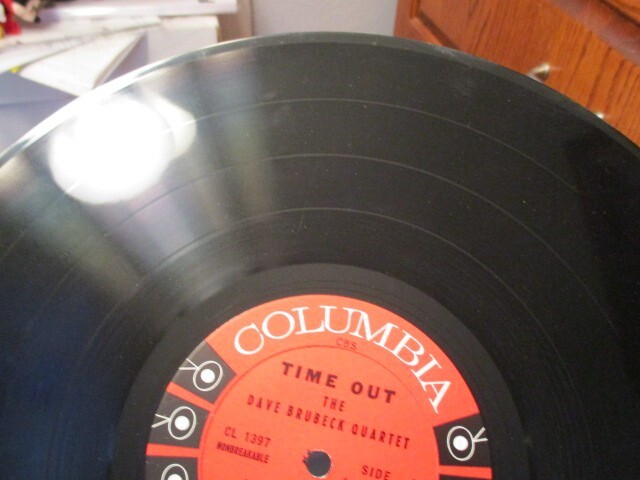 COLUMBIA
CBS
TIME OUT
THE
DAVE BRUBECK QUARTET
CL 1397
NONBREAKABLE
SIDE